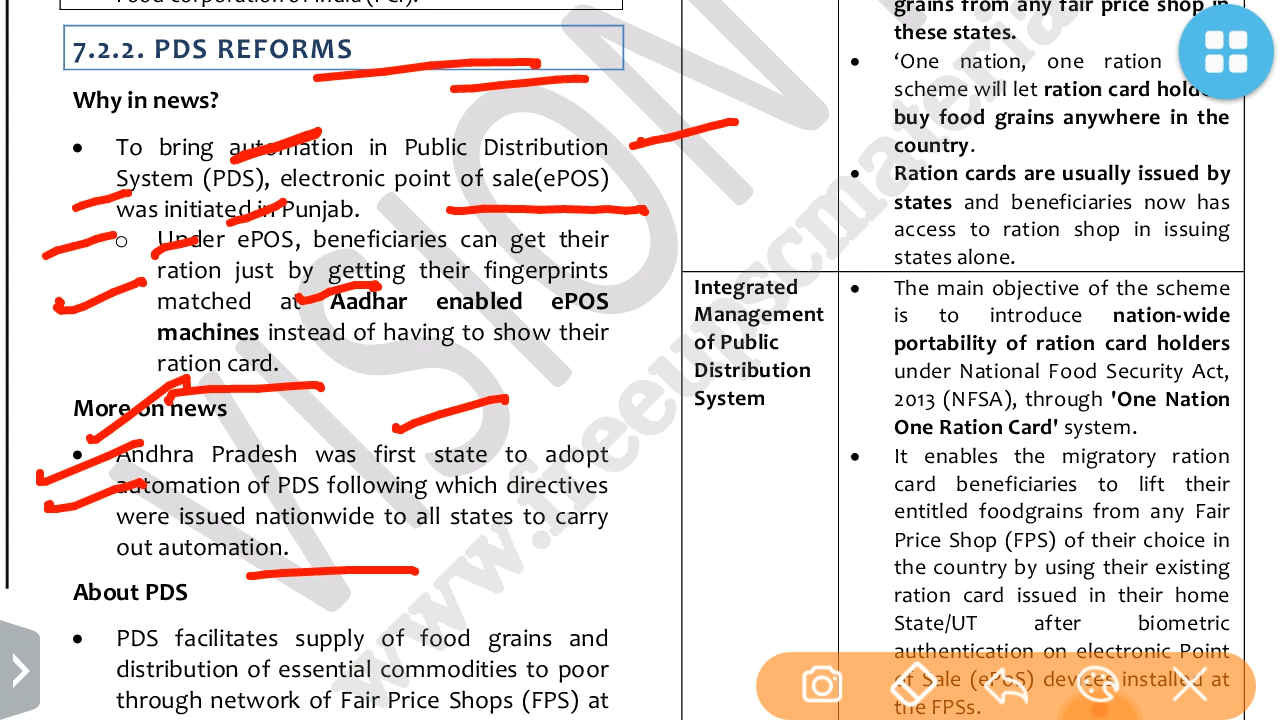 Food corporation of India (FCI).
7.2.2. PDS REFORMS
Why in news?
• To bring automation in Public Distribution
System (PDS), electronic point of sale(ePOS)
was initiated in Punjab.
o Under ePOS, beneficiaries can get their
ration just by getting their fingerprints
matched at Aadhar enabled ePOS
machines instead of having to show their
ration card.
More on news
• Andhra Pradesh was first state to adopt
automation of PDS following which directives
were issued nationwide to all states to carry
out automation.
About PDS
• PDS facilitates supply of food grains and
distribution of essential commodities to poor
through network of Fair Price Shops (FPS) at
grains from any fair price shop in
these states.
• ‘One nation, one ration
scheme will let ration card holde
buy food grains anywhere in the
country.
• Ration cards are usually issued by
states and beneficiaries now has
access to ration shop in issuing
states alone.
Integrated
Management
of Public
Distribution
System
• The main objective of the scheme
is to introduce nation-wide
portability of ration card holders
under National Food Security Act,
2013 (NFSA), through 'One Nation
One Ration Card' system.
• It enables the migratory ration
card beneficiaries to lift their
entitled foodgrains from any Fair
Price Shop (FPS) of their choice in
the country by using their existing
ration card issued in their home
State/UT after biometric
authentication on electronic Point
of Sale (ePoS) devices installed at
the FPSs.
VISION
www.freeupscmateria